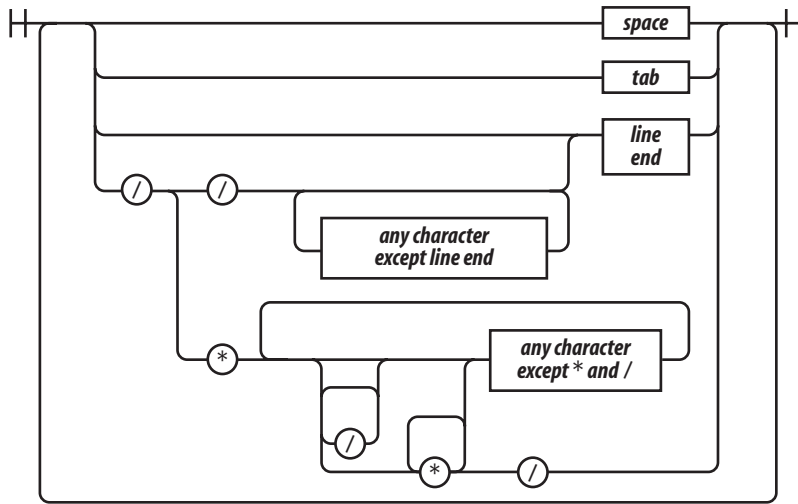 space
tab
line
end
/ /
any character
except line end
*
any character
except * and /
/
* /